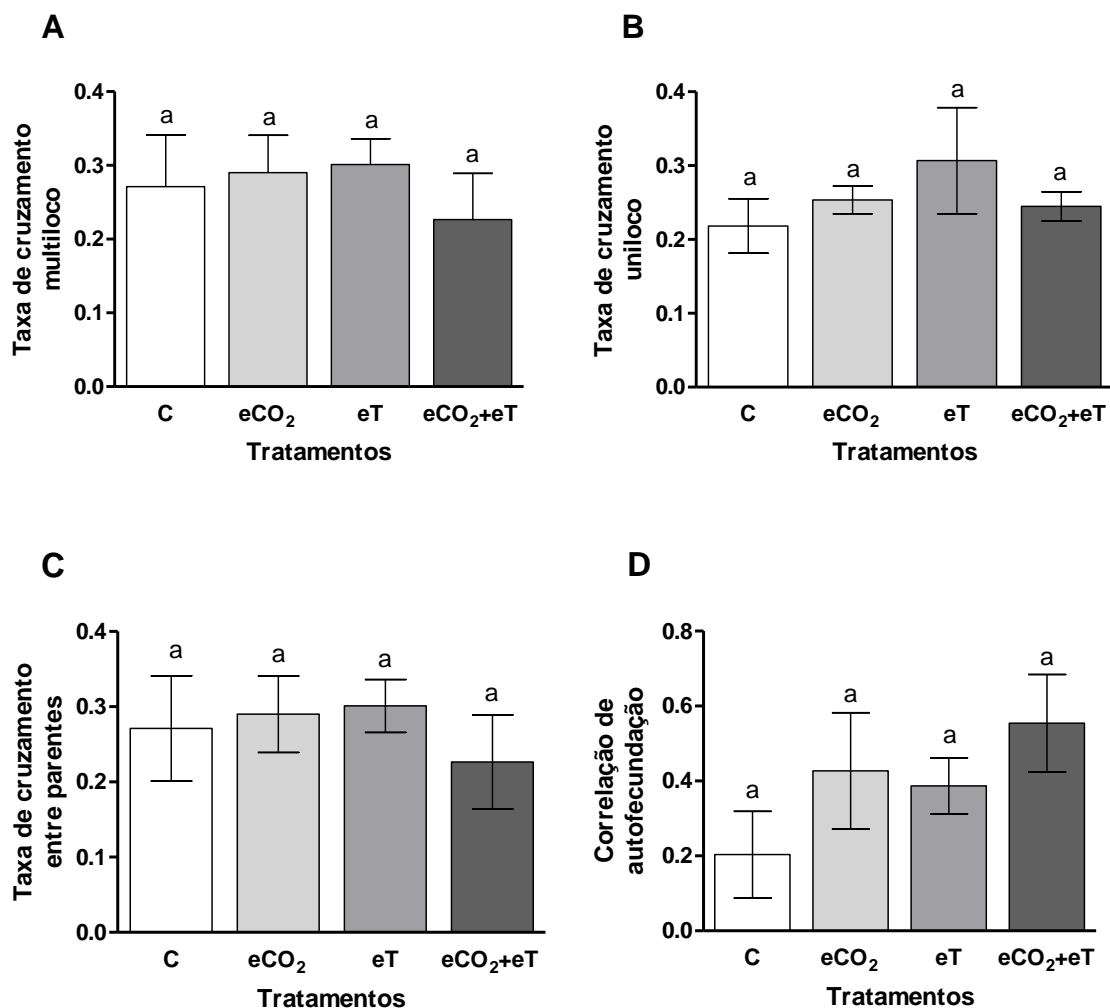 A
Taxa de cruzamento
multiloco
0.4
0.3
0.2
0.1
0.0
a
a
a
a
C
eCO₂
eT
eCO₂+eT
Tratamentos
B
Taxa de cruzamento
uniloco
0.4
0.3
0.2
0.1
0.0
a
a
a
a
C
eCO₂
eT
eCO₂+eT
Tratamentos
C
Taxa de cruzamento
entre parentes
0.4
0.3
0.2
0.1
0.0
a
a
a
a
C
eCO₂
eT
eCO₂+eT
Tratamentos
D
Correlação de
autofecundação
0.8
0.6
0.4
0.2
0.0
a
a
a
a
C
eCO₂
eT
eCO₂+eT
Tratamentos